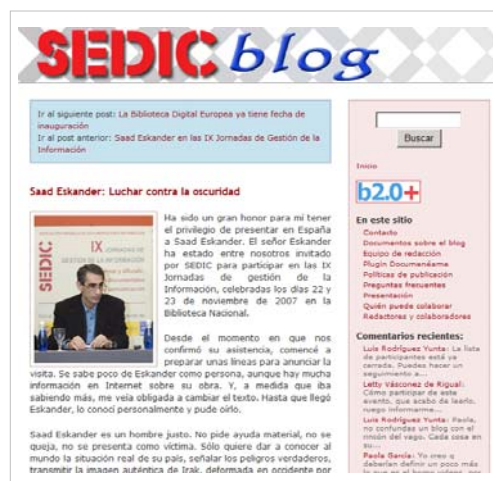 SEDIC blog
Ir al siguiente post: La Biblioteca Digital Europea ya tiene fecha de
inauguración
Ir al post anterior: Saad Eskander en las IX Jornadas de Gestión de la
Información
Saad Eskander: Luchar contra la oscuridad
SEDIC
IX JORNADAS DE
GESTIÓN DE LA INFORMACIÓN
Ha sido un gran honor para mí tener
el privilegio de presentar en España
a Saad Eskander. El señor Eskander
ha estado entre nosotros invitado
por SEDIC para participar en las IX
Jornadas de gestión de la
Información, celebradas los días 22 y
23 de noviembre de 2007 en la
Biblioteca Nacional.
Desde el momento en que nos
confirmó su asistencia, comencé a
preparar unas líneas para anunciar la
visita. Se sabe poco de Eskander como persona, aunque hay mucha
información en Internet sobre su obra. Y, a medida que iba
sabiendo más, me veía obligada a cambiar el texto. Hasta que llegó
Eskander, lo conocí personalmente y pude oírlo.
Saad Eskander es un hombre justo. No pide ayuda material, no se
queja, no se presenta como víctima. Sólo quiere dar a conocer al
mundo la situación real de su país, señalar los peligros verdaderos,
transmitir la imagen auténtica de Irak, deformada en occidente por
Buscar
Inicio
b2.0+
En este sitio
Contacto
Documentos sobre el blog
Equipo de redacción
Plugin Documenéame
Políticas de publicación
Preguntas frecuentes
Presentación
Quién puede colaborar
Redactores y colaboradores
Comentarios recientes:
Luis Rodríguez Yunta: La lista
de participantes está ya
cerrada. Puedes hacer un
seguimiento a...
Letty Vásconez de Rigual:
Cómo participar de este
evento, que acabo de leerlo,
ruego informarme...
Luis Rodríguez Yunta: Paola,
no confundas un blog con el
rincón del vago. Cada cosa en
su...
Paola García: Yo creo q
deberían definir un poco más